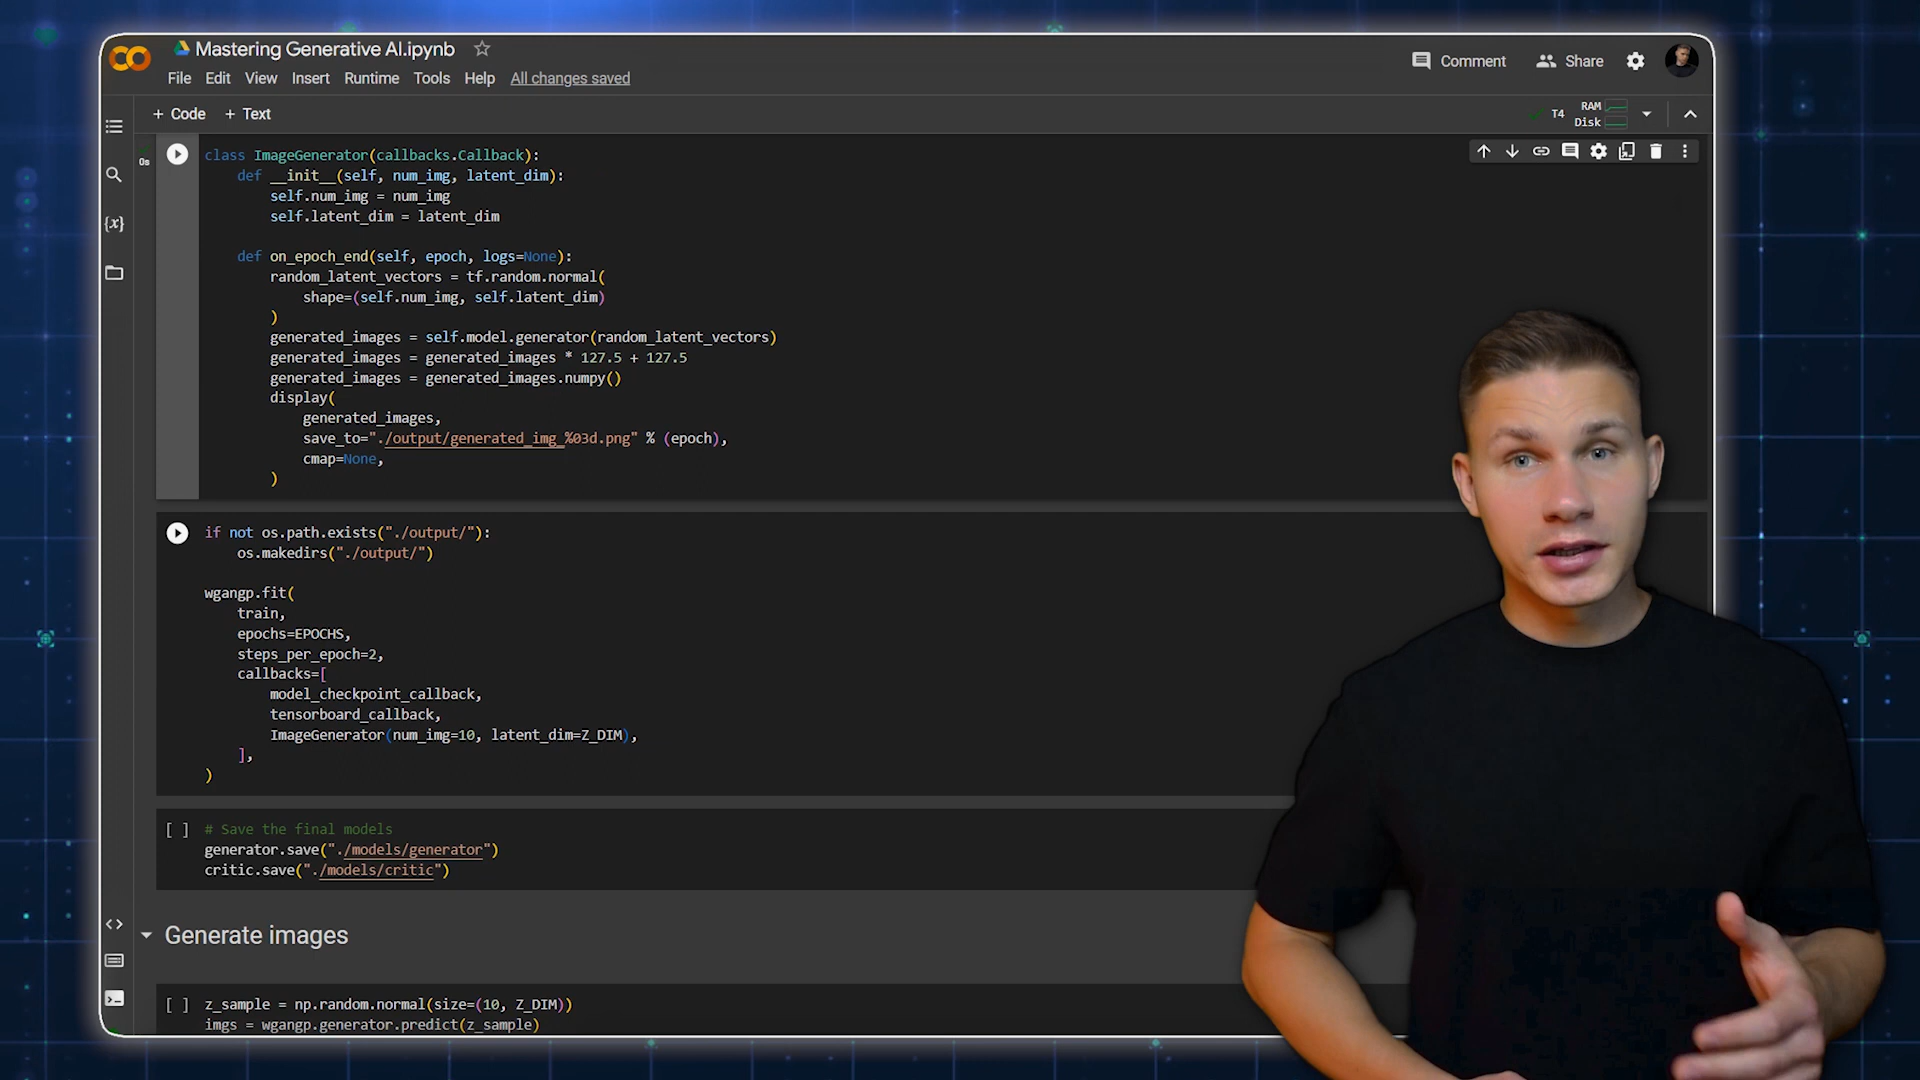 Mastering Generative AI.ipynb
File Edit View Insert Runtime Tools Help All changes saved
Comment Share
+ Code + Text
T4 RAM Disk
0s
class ImageGenerator(callbacks.Callback):
    def __init__(self, num_img, latent_dim):
        self.num_img = num_img
        self.latent_dim = latent_dim

    def on_epoch_end(self, epoch, logs=None):
        random_latent_vectors = tf.random.normal(
            shape=(self.num_img, self.latent_dim)
        )
        generated_images = self.model.generator(random_latent_vectors)
        generated_images = generated_images * 127.5 + 127.5
        generated_images = generated_images.numpy()
        display(
            generated_images,
            save_to="./output/generated_img_%03d.png" % (epoch),
            cmap=None,
        )
if not os.path.exists("./output/"):
    os.makedirs("./output/")

wgangp.fit(
    train,
    epochs=EPOCHS,
    steps_per_epoch=2,
    callbacks=[
        model_checkpoint_callback,
        tensorboard_callback,
        ImageGenerator(num_img=10, latent_dim=Z_DIM),
    ],
)
[ ] # Save the final models
generator.save("./models/generator")
critic.save("./models/critic")
Generate images
[ ] z_sample = np.random.normal(size=(10, Z_DIM))
imgs = wgangp.generator.predict(z_sample)